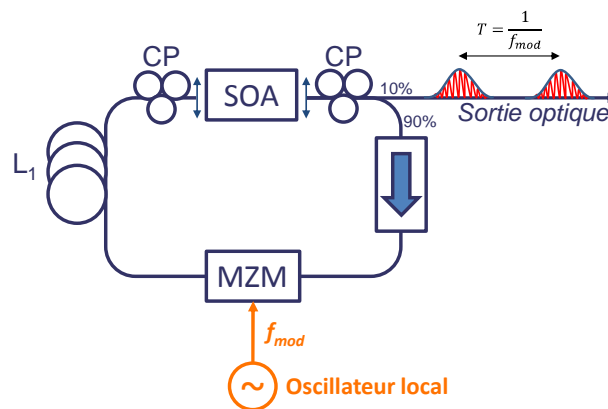 T = 1/f_mod
CP
CP
SOA
10%
Sortie optique
90%
L₁
MZM
f_mod
~
Oscillateur local